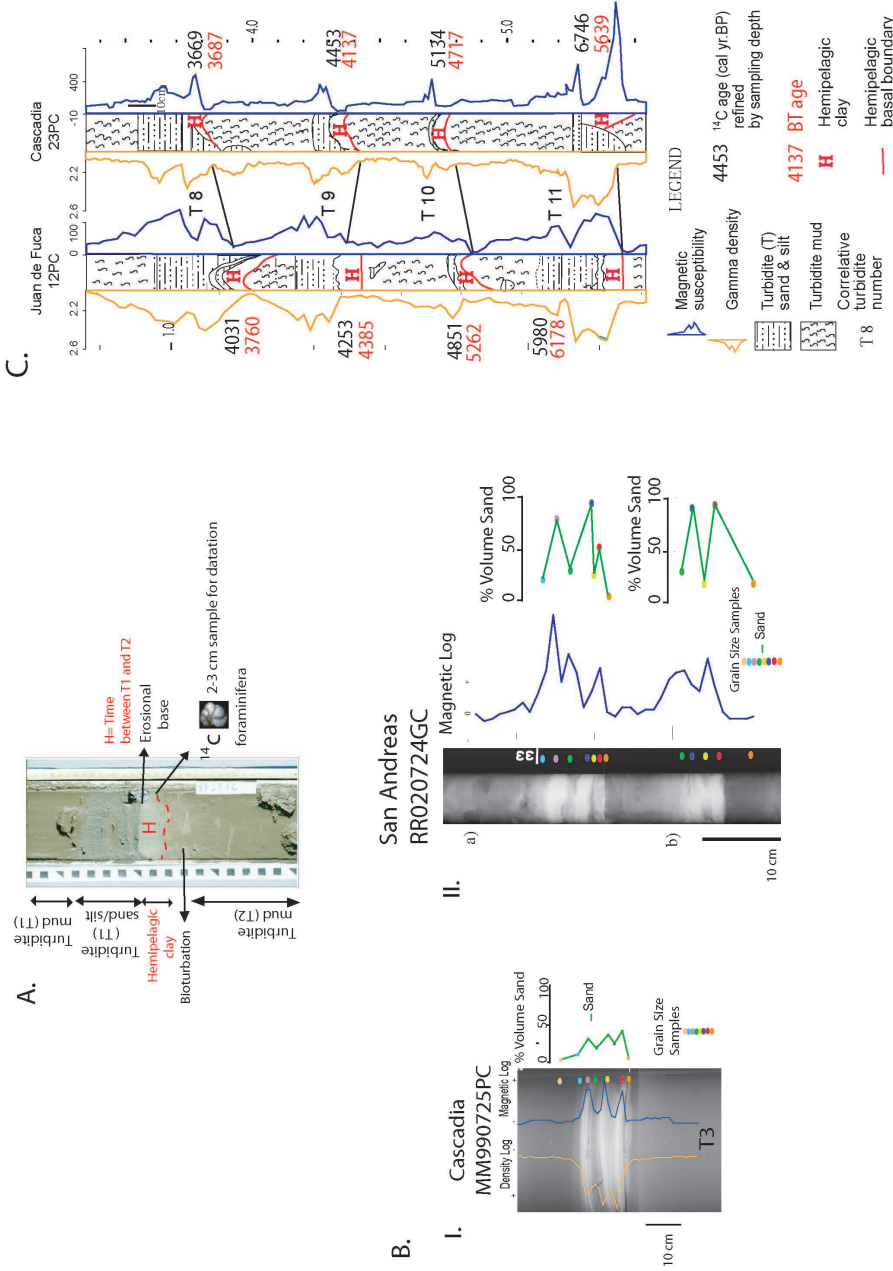 A.
Turbidite
mud (T1)
Turbidite
(T1)
sand/silt
Hemipelagic
clay
Bioturbation
Turbidite
mud (T2)
H
H= Time
between T1 and T2
Erosional
base
14C
2-3 cm sample for datation
foraminifera
B.
I.
Cascadia
MM990725PC
Density Log
Magnetic Log
+
-
-
+
T3
10 cm
% Volume Sand
0 50 100
Sand
Grain Size
Samples
II.
San Andreas
RR020724GC
a)
b)
33
10 cm
Magnetic Log
- 0 +
% Volume Sand
0 50 100
% Volume Sand
0 50 100
Grain Size Samples
Sand
C.
Juan de Fuca
12PC
2.6 2.2 0 100
1.0
4031
3760
4253
4385
4851
5262
5980
6178
H
H
H
H
T 8
T 9
T 10
T 11
Cascadia
23PC
2.6 2.2 -10 400
10cm
H
H
H
H
3669
3687
4453
4137
5134
4717
6746
5639
4.0
5.0
LEGEND
Magnetic
susceptibility
Gamma density
Turbidite (T)
sand & silt
Turbidite mud
T 8
Correlative
turbidite
number
4453
14C age (cal yr.BP)
refined
by sampling depth
4137 BT age
H
Hemipelagic
clay
Hemipelagic
basal boundary